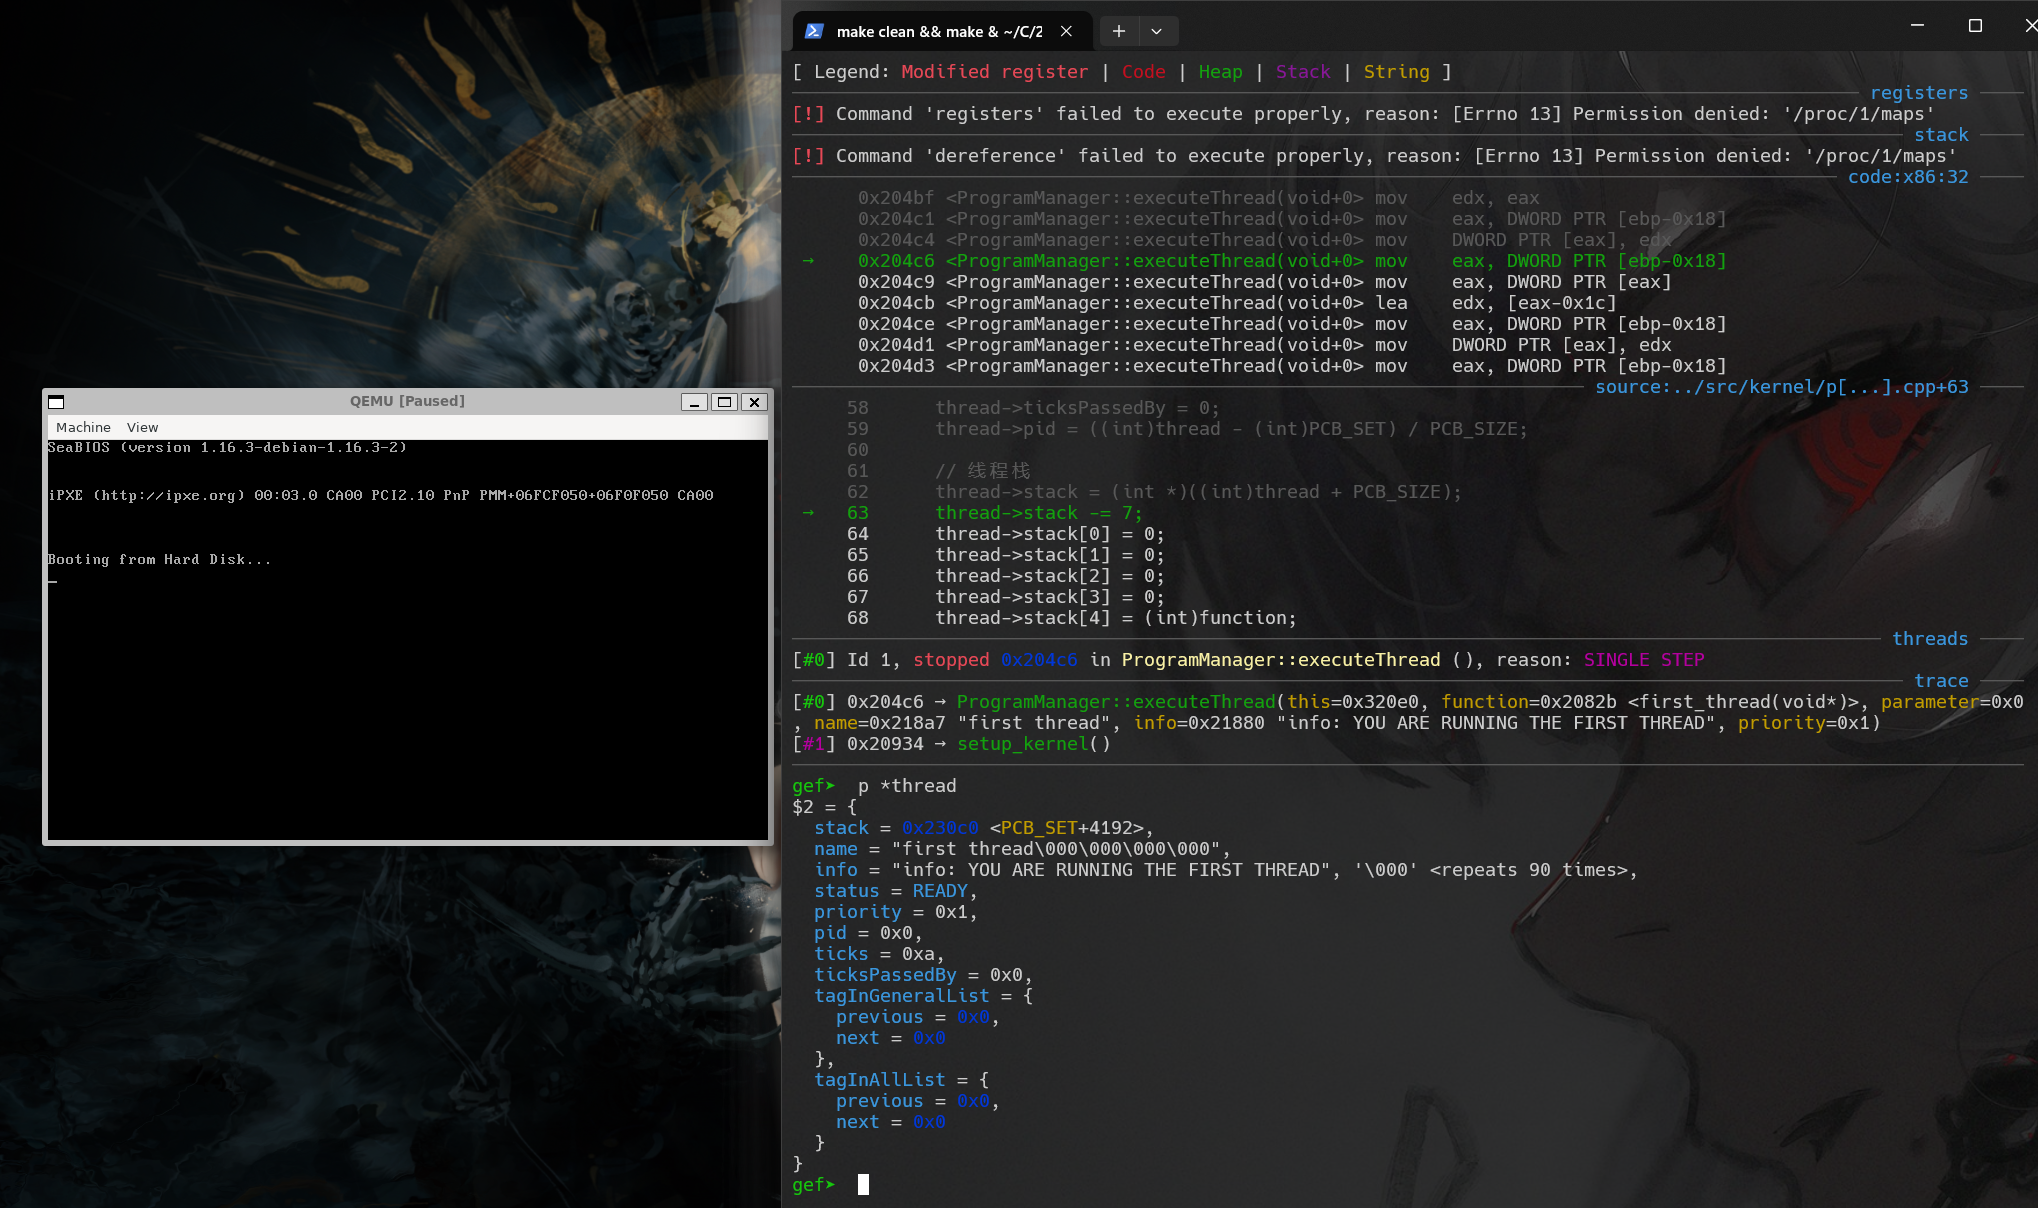 QEMU [Paused]
Machine View
SeaBIOS (version 1.16.3-debian-1.16.3-2)
iPXE (http://ipxe.org) 00:03.0 CA00 PCI2.10 PnP PMM+06FCF050+06F0F050 CA00
Booting from Hard Disk...
make clean && make & ~/C/2
[ Legend: Modified register | Code | Heap | Stack | String ]
registers
[!] Command 'registers' failed to execute properly, reason: [Errno 13] Permission denied: '/proc/1/maps'
stack
[!] Command 'dereference' failed to execute properly, reason: [Errno 13] Permission denied: '/proc/1/maps'
code:x86:32
0x204bf <ProgramManager::executeThread(void+0> mov edx, eax
0x204c1 <ProgramManager::executeThread(void+0> mov eax, DWORD PTR [ebp-0x18]
0x204c4 <ProgramManager::executeThread(void+0> mov DWORD PTR [eax], edx
→ 0x204c6 <ProgramManager::executeThread(void+0> mov eax, DWORD PTR [ebp-0x18]
0x204c9 <ProgramManager::executeThread(void+0> mov eax, DWORD PTR [eax]
0x204cb <ProgramManager::executeThread(void+0> lea edx, [eax-0x1c]
0x204ce <ProgramManager::executeThread(void+0> mov eax, DWORD PTR [ebp-0x18]
0x204d1 <ProgramManager::executeThread(void+0> mov DWORD PTR [eax], edx
0x204d3 <ProgramManager::executeThread(void+0> mov eax, DWORD PTR [ebp-0x18]
source:../src/kernel/p[...].cpp+63
58 thread->ticksPassedBy = 0;
59 thread->pid = ((int)thread - (int)PCB_SET) / PCB_SIZE;
60
61 // 线程栈
62 thread->stack = (int *)((int)thread + PCB_SIZE);
→ 63 thread->stack -= 7;
64 thread->stack[0] = 0;
65 thread->stack[1] = 0;
66 thread->stack[2] = 0;
67 thread->stack[3] = 0;
68 thread->stack[4] = (int)function;
threads
[#0] Id 1, stopped 0x204c6 in ProgramManager::executeThread (), reason: SINGLE STEP
trace
[#0] 0x204c6 → ProgramManager::executeThread(this=0x320e0, function=0x2082b <first_thread(void*)>, parameter=0x0
, name=0x218a7 "first thread", info=0x21880 "info: YOU ARE RUNNING THE FIRST THREAD", priority=0x1)
[#1] 0x20934 → setup_kernel()
gef➤ p *thread
$2 = {
stack = 0x230c0 <PCB_SET+4192>,
name = "first thread\000\000\000\000",
info = "info: YOU ARE RUNNING THE FIRST THREAD", '\000' <repeats 90 times>,
status = READY,
priority = 0x1,
pid = 0x0,
ticks = 0xa,
ticksPassedBy = 0x0,
tagInGeneralList = {
previous = 0x0,
next = 0x0
},
tagInAllList = {
previous = 0x0,
next = 0x0
}
}
gef➤